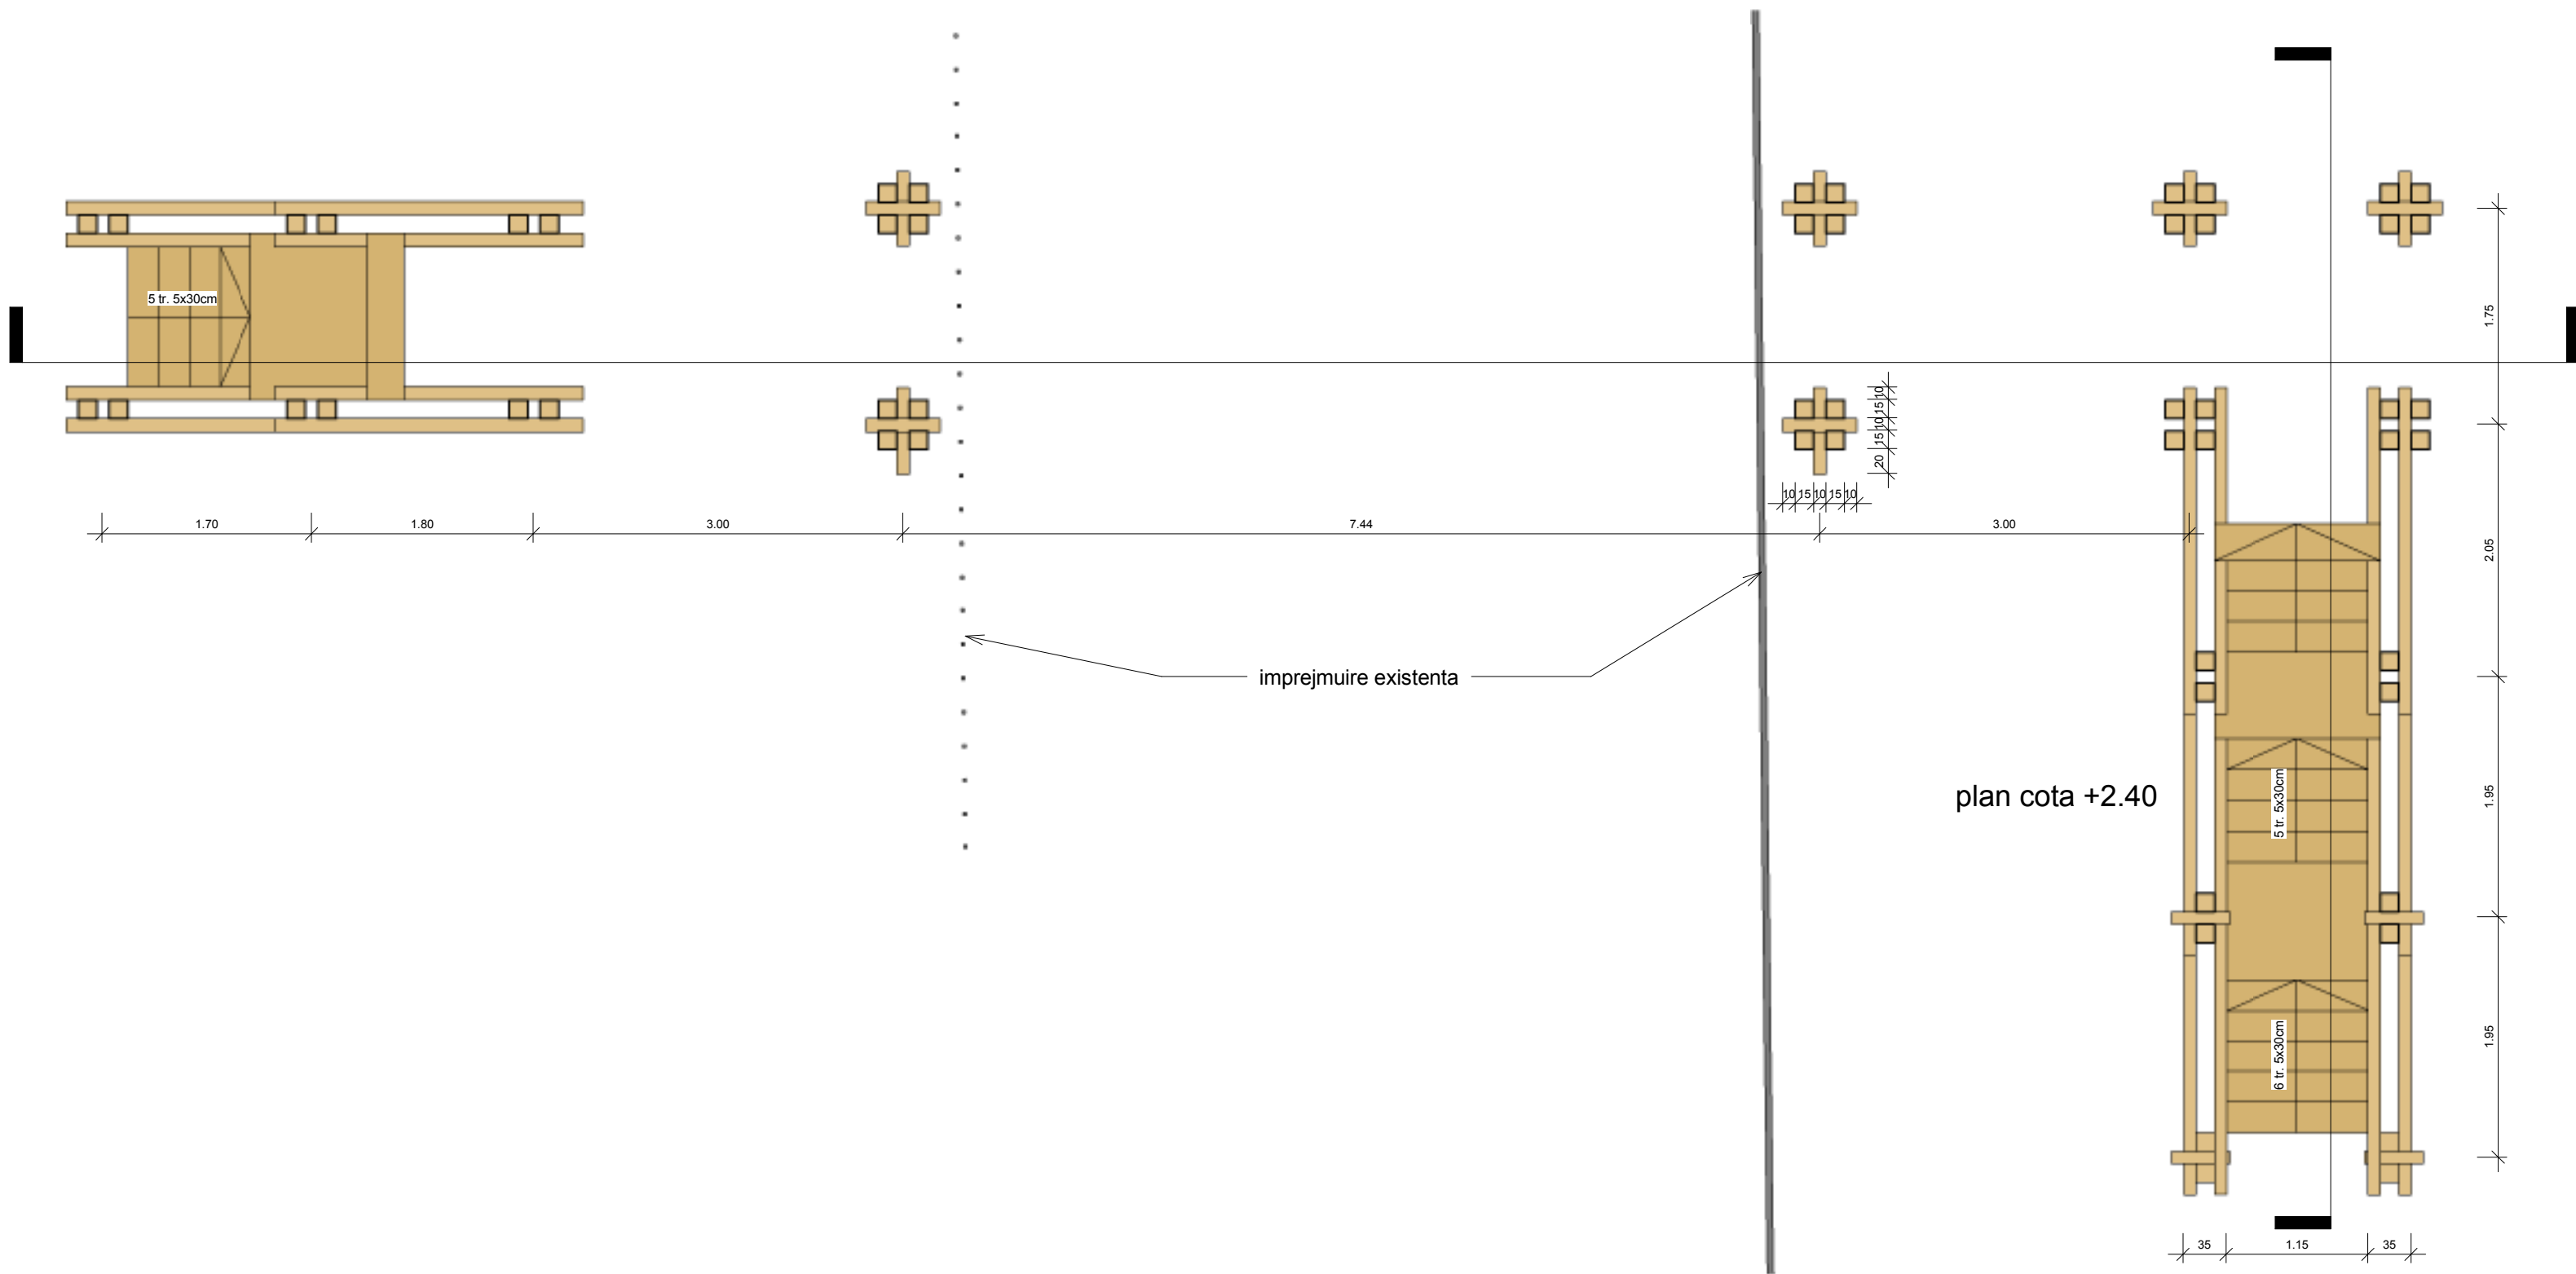 5 tr. 5x30cm
1.75
10
15
10
15
20
10 15 10 15 10
1.70 1.80 3.00 7.44 3.00
2.05
imprejmuire existenta
plan cota +2.40
5 tr. 5x30cm
1.95
6 tr. 5x30cm
1.95
35 1.15 35